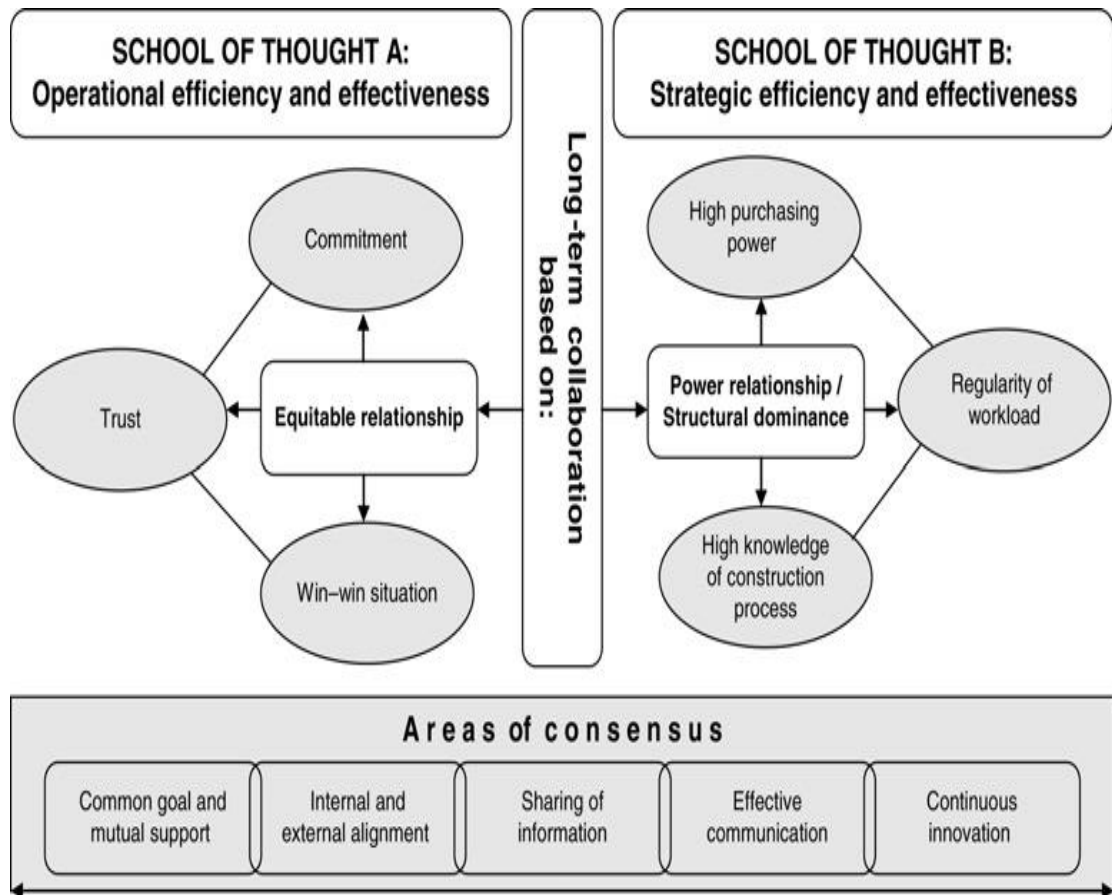 SCHOOL OF THOUGHT A:
Operational efficiency and effectiveness
Commitment
Trust
Equitable relationship
Win–win situation
Long-term collaboration
based on:
SCHOOL OF THOUGHT B:
Strategic efficiency and effectiveness
High purchasing
power
Power relationship /
Structural dominance
Regularity of
workload
High knowledge
of construction
process
Areas of consensus
Common goal and
mutual support
Internal and
external alignment
Sharing of
information
Effective
communication
Continuous
innovation